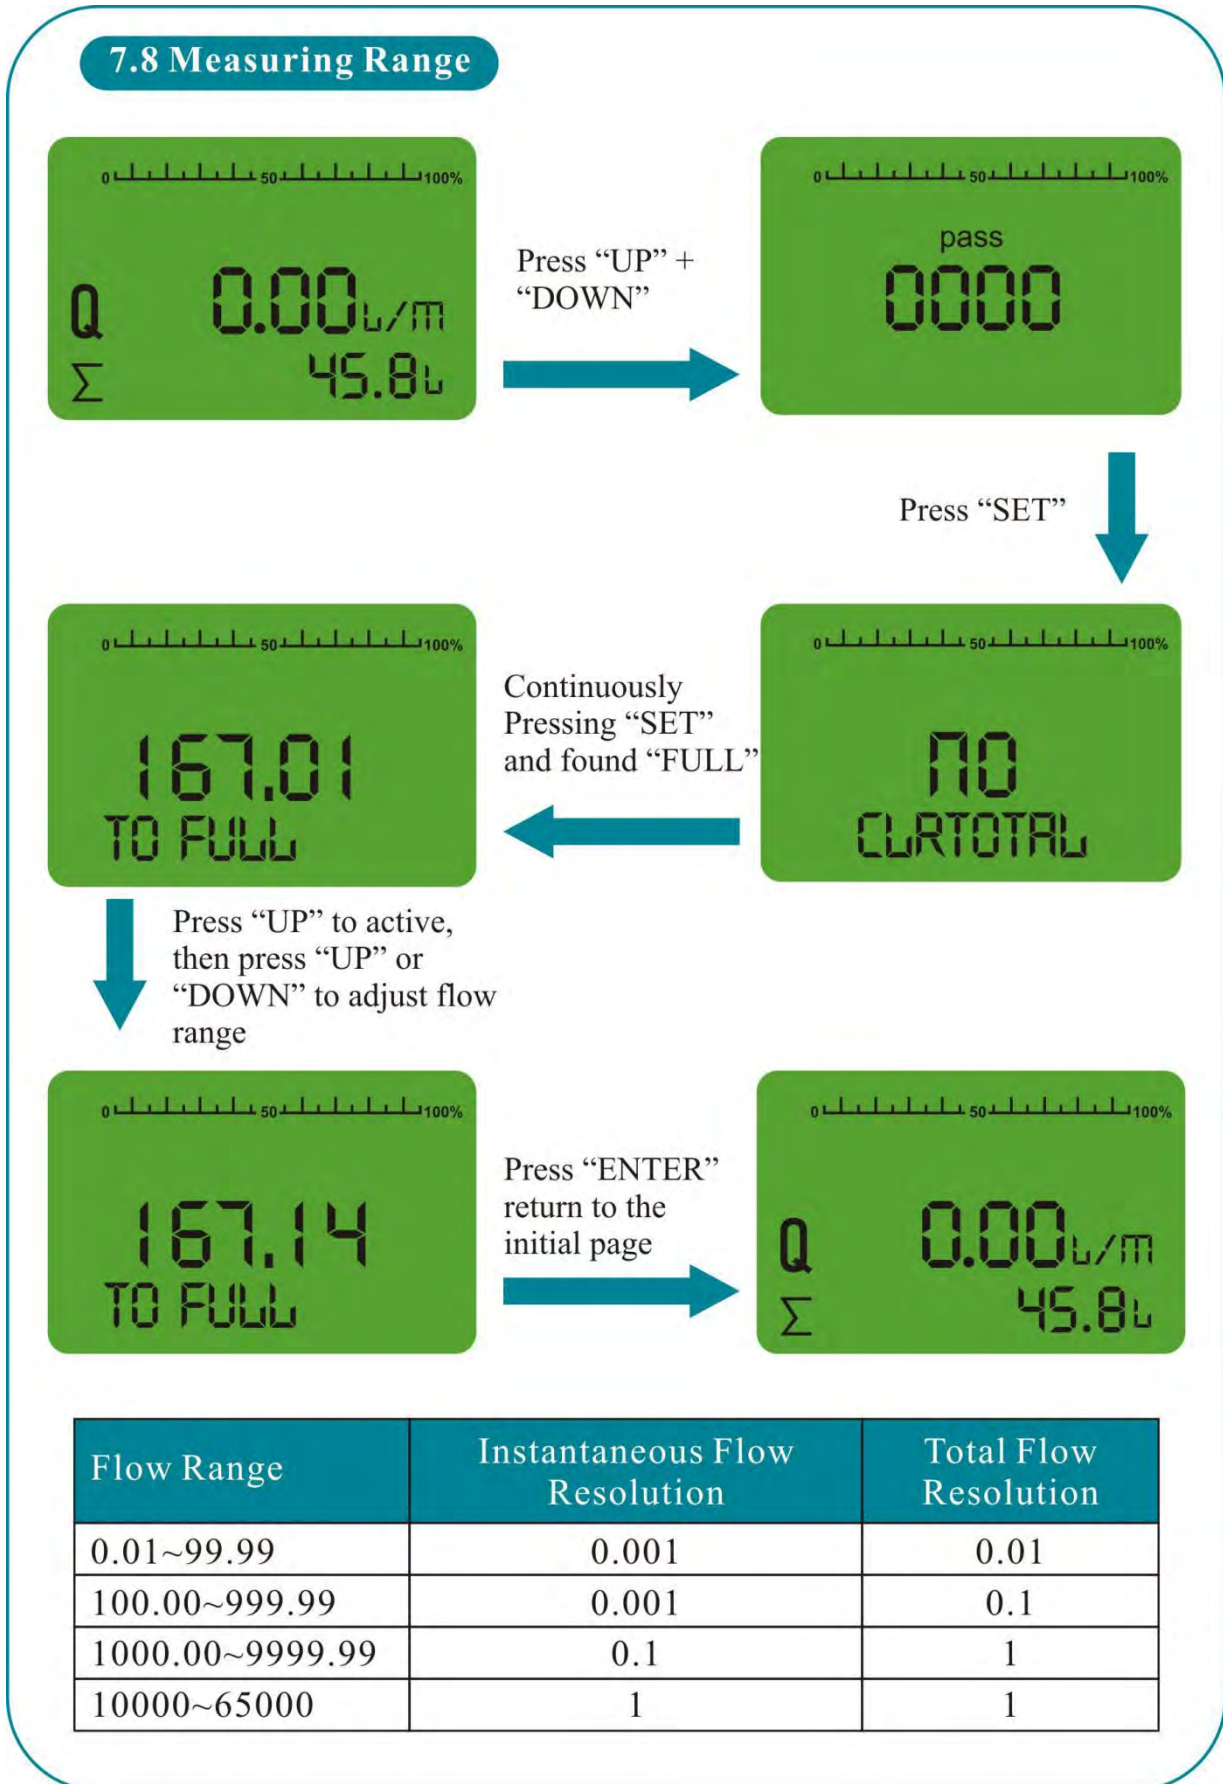 7.8 Measuring Range
0 50 100%
Q 0.00 L/m
Σ 45.8L
Press “UP” +
“DOWN”
0 50 100%
pass
0000
Press “SET”
0 50 100%
NO
CLRTOTAL
Continuously
Pressing “SET”
and found “FULL”
0 50 100%
167.01
TO FULL
Press “UP” to active,
then press “UP” or
“DOWN” to adjust flow
range
0 50 100%
167.14
TO FULL
Press “ENTER”
return to the
initial page
0 50 100%
Q 0.00 L/m
Σ 45.8L
Flow Range
Instantaneous Flow
Resolution
Total Flow
Resolution
0.01~99.99 0.001 0.01
100.00~999.99 0.001 0.1
1000.00~9999.99 0.1 1
10000~65000 1 1